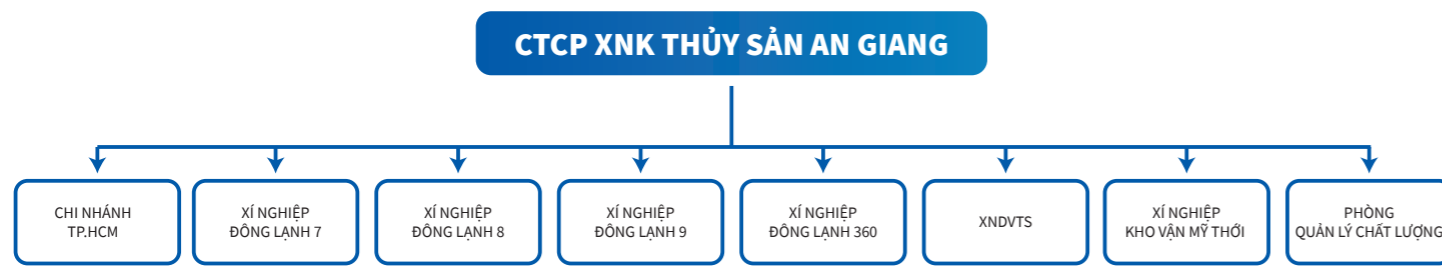 CTCP XNK THỦY SẢN AN GIANG
CHI NHÁNH
TP.HCM
XÍ NGHIỆP
ĐÔNG LẠNH 7
XÍ NGHIỆP
ĐÔNG LẠNH 8
XÍ NGHIỆP
ĐÔNG LẠNH 9
XÍ NGHIỆP
ĐÔNG LẠNH 360
XNDVTS
XÍ NGHIỆP
KHO VẬN MỸ THỚI
PHÒNG
QUẢN LÝ CHẤT LƯỢNG